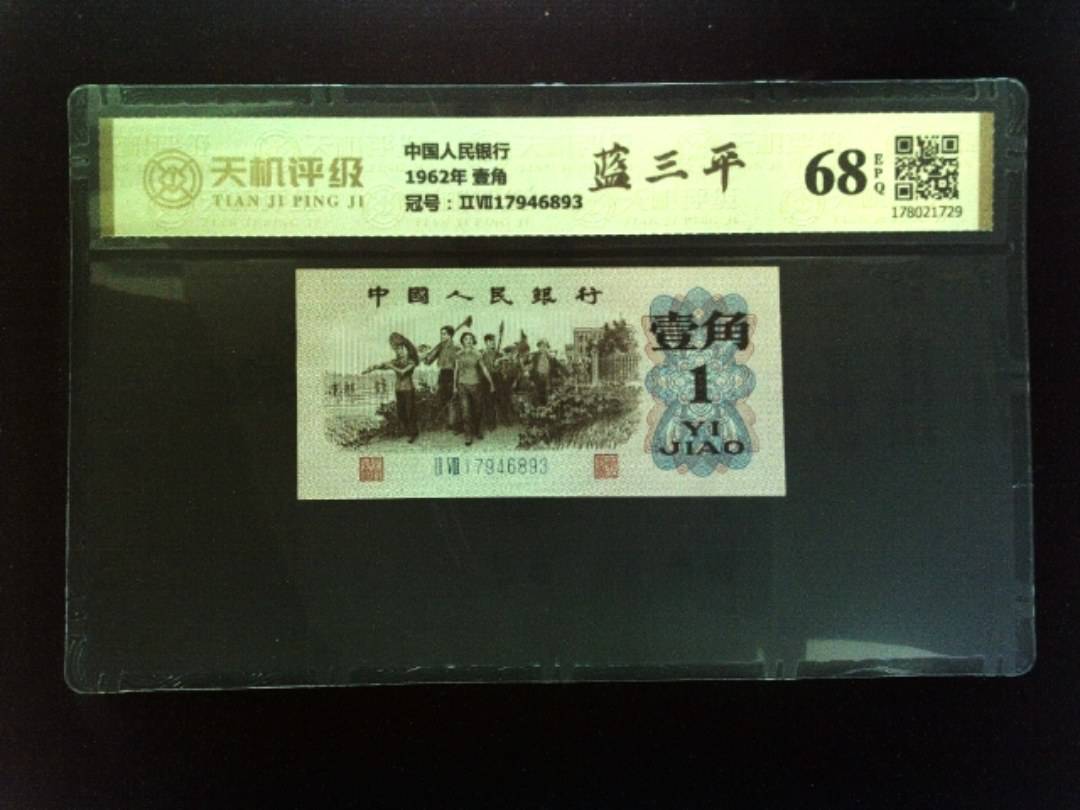 天机评级
TIAN JI PING JI
中国人民银行
1962年 壹角
冠号：ⅡⅦ17946893
蓝三平
68
EPQ
178021729
中國人民銀行
壹角
1
YI
JIAO
ⅡⅦ17946893